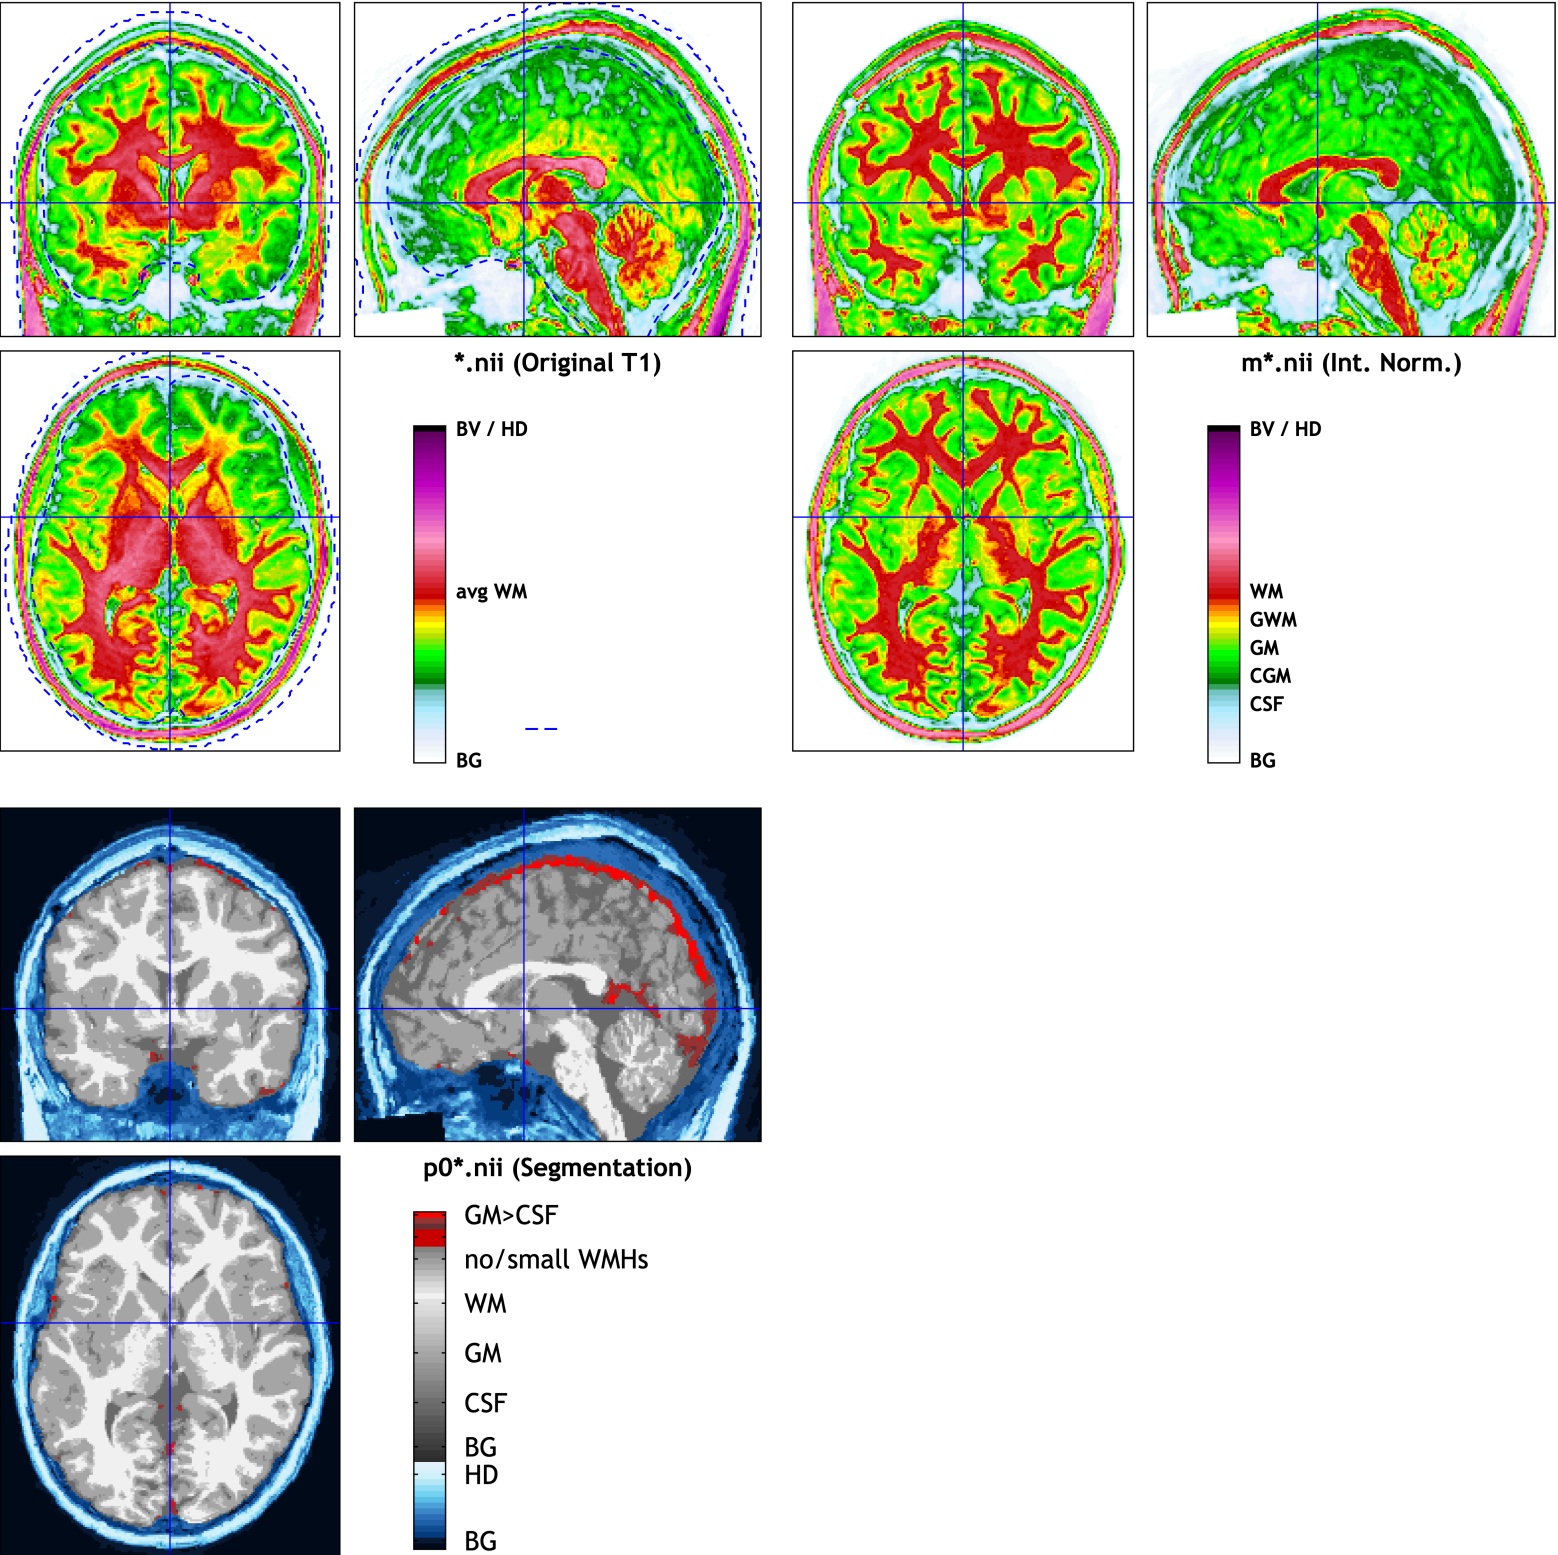 *.nii (Original T1)
BV / HD
avg WM
BG
m*.nii (Int. Norm.)
BV / HD
WM
GWM
GM
CGM
CSF
BG
p0*.nii (Segmentation)
GM>CSF
no/small WMHs
WM
GM
CSF
BG
HD
BG